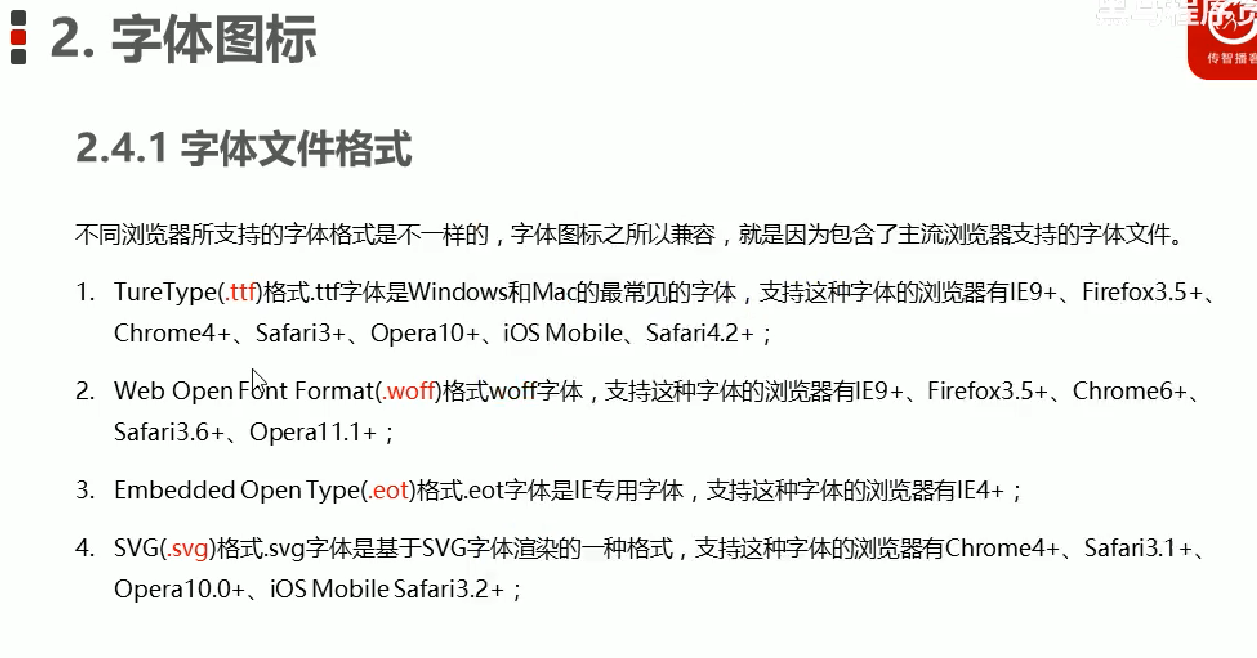 黑马程序员
传智播客
2. 字体图标
2.4.1 字体文件格式
不同浏览器所支持的字体格式是不一样的，字体图标之所以兼容，就是因为包含了主流浏览器支持的字体文件。
1. TureType(.ttf)格式.ttf字体是Windows和Mac的最常见的字体，支持这种字体的浏览器有IE9+、Firefox3.5+、
Chrome4+、Safari3+、Opera10+、iOS Mobile、Safari4.2+；
2. Web Open Font Format(.woff)格式woff字体，支持这种字体的浏览器有IE9+、Firefox3.5+、Chrome6+、
Safari3.6+、Opera11.1+；
3. Embedded Open Type(.eot)格式.eot字体是IE专用字体，支持这种字体的浏览器有IE4+；
4. SVG(.svg)格式.svg字体是基于SVG字体渲染的一种格式，支持这种字体的浏览器有Chrome4+、Safari3.1+、
Opera10.0+、iOS Mobile Safari3.2+；